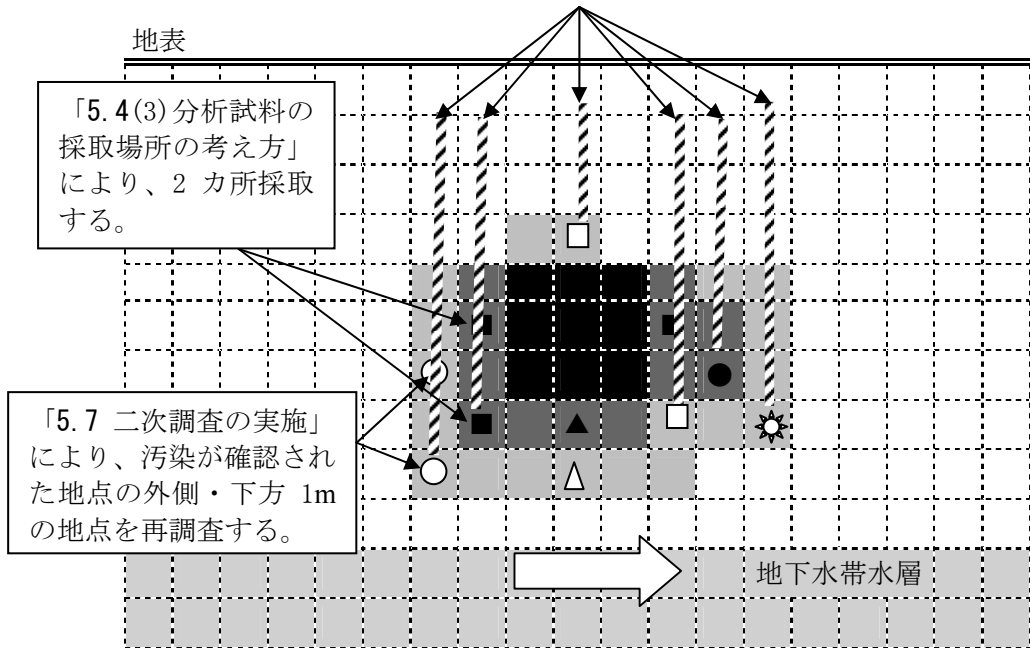 地表
「5.4(3)分析試料の
採取場所の考え方」
により、2 カ所採取
する。
「5.7 二次調査の実施」
により、汚染が確認され
た地点の外側・下方 1m
の地点を再調査する。
地下水帯水層